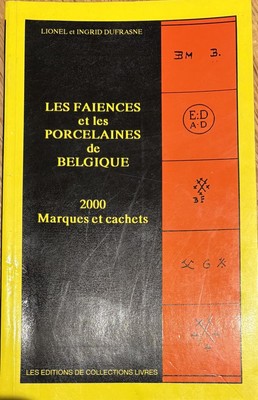 LIONEL et INGRID DUFRASNE
LES FAIENCES
et les
PORCELAINES
de
BELGIQUE
2000
Marques et cachets
LES EDITIONS DE COLLECTIONS LIVRES
B.
E:D
A·D
B F
G